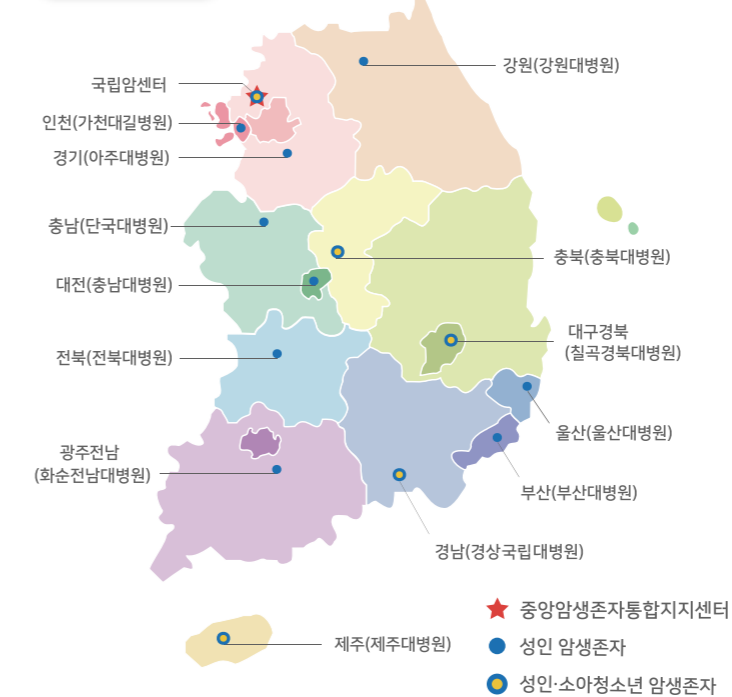 강원(강원대병원)
국립암센터
인천(가천대길병원)
경기(아주대병원)
충남(단국대병원)
충북(충북대병원)
대전(충남대병원)
대구경북
(칠곡경북대병원)
전북(전북대병원)
울산(울산대병원)
광주전남
(화순전남대병원)
부산(부산대병원)
경남(경상국립대병원)
제주(제주대병원)
중앙암생존자통합지지센터
성인 암생존자
성인·소아청소년 암생존자